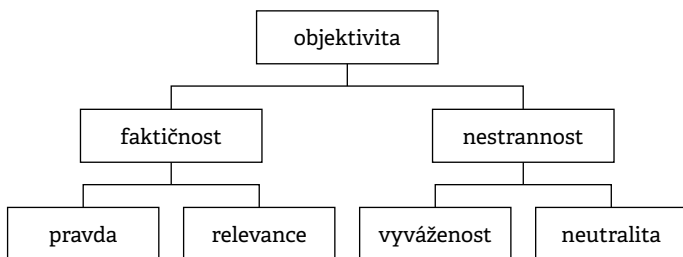 objektivita
faktičnost nestrannost
pravda relevance vyváženost neutralita